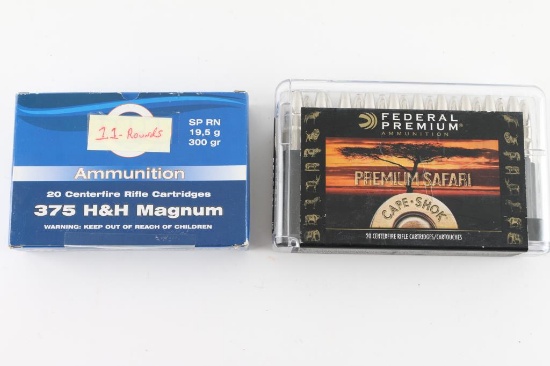 11- Rounds
SP RN
19,5 g
300 gr
Ammunition
20 Centerfire Rifle Cartridges
375 H&H Magnum
WARNING: KEEP OUT OF REACH OF CHILDREN
FEDERAL
PREMIUM
AMMUNITION
PREMIUM SAFARI
CAPE·SHOK
20 CENTERFIRE RIFLE CARTRIDGES/CARTOUCHES